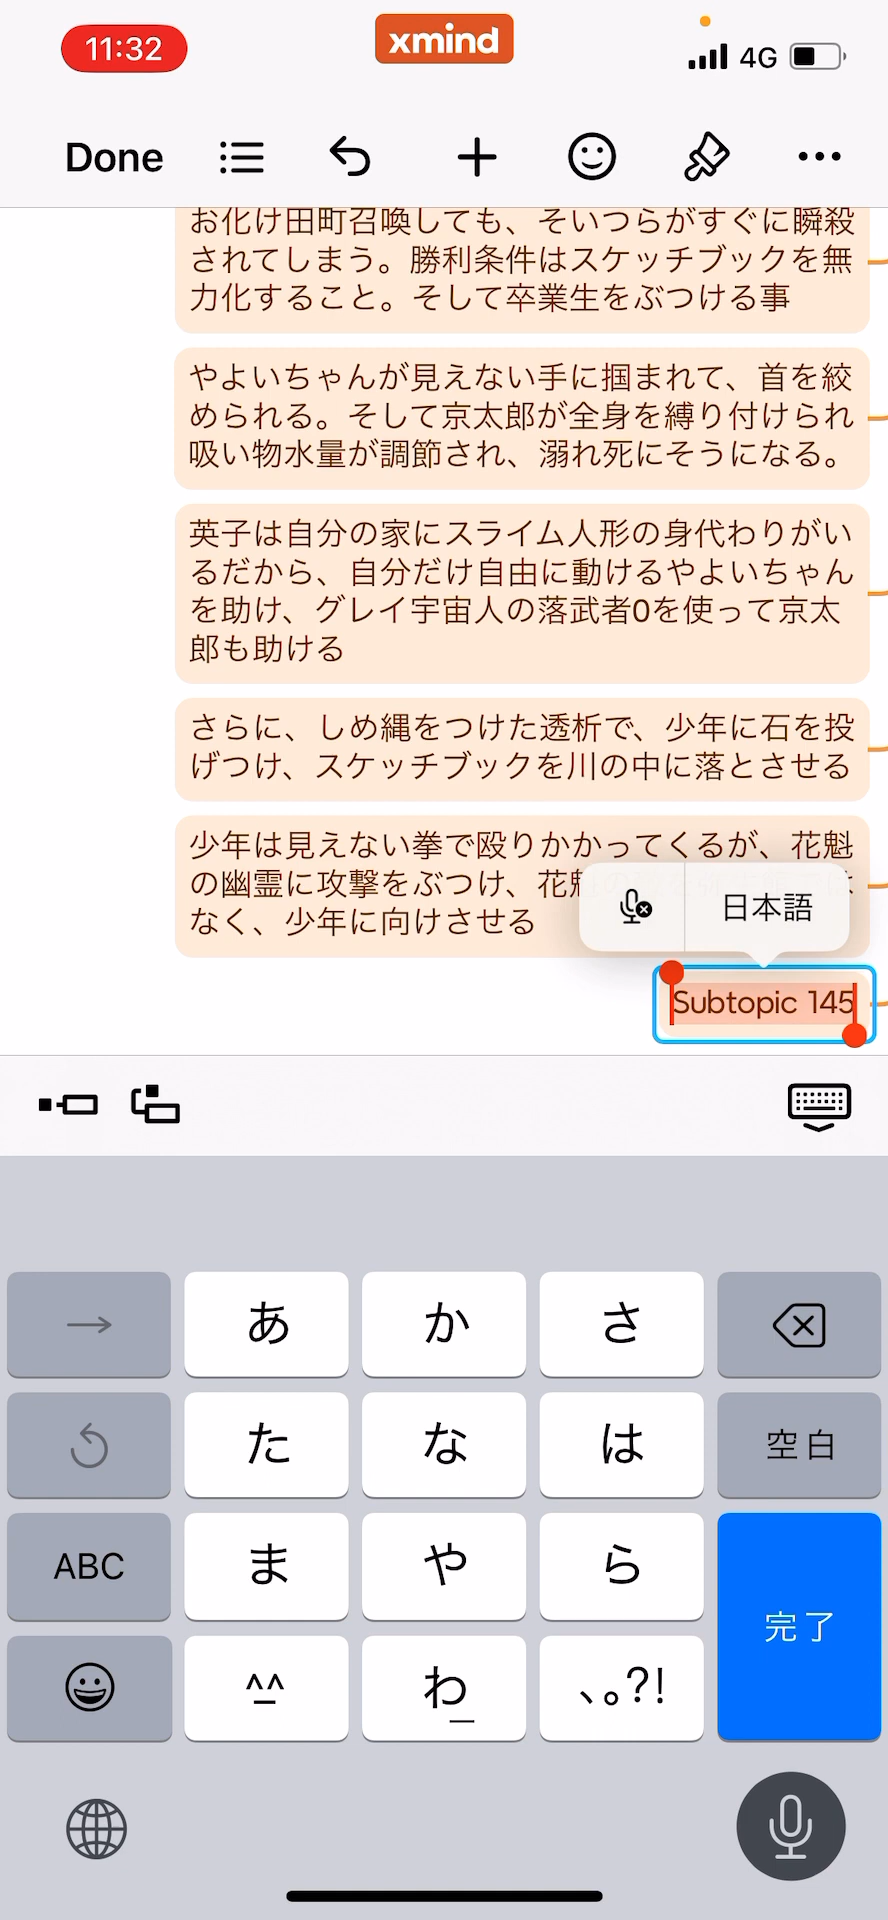 11:32
xmind
4G
Done
お化け田町召喚しても、そいつらがすぐに瞬殺
されてしまう。勝利条件はスケッチブックを無
力化すること。そして卒業生をぶつける事
やよいちゃんが見えない手に掴まれて、首を絞
められる。そして京太郎が全身を縛り付けられ
吸い物水量が調節され、溺れ死にそうになる。
英子は自分の家にスライム人形の身代わりがい
るだから、自分だけ自由に動けるやよいちゃん
を助け、グレイ宇宙人の落武者0を使って京太
郎も助ける
さらに、しめ縄をつけた透析で、少年に石を投
げつけ、スケッチブックを川の中に落とさせる
少年は見えない拳で殴りかかってくるが、花魁
の幽霊に攻撃をぶつけ、花魁
なく、少年に向けさせる
日本語
Subtopic 145
→ あ か さ
た な は 空白
ABC ま や ら
完了
^^ わ 、。?!